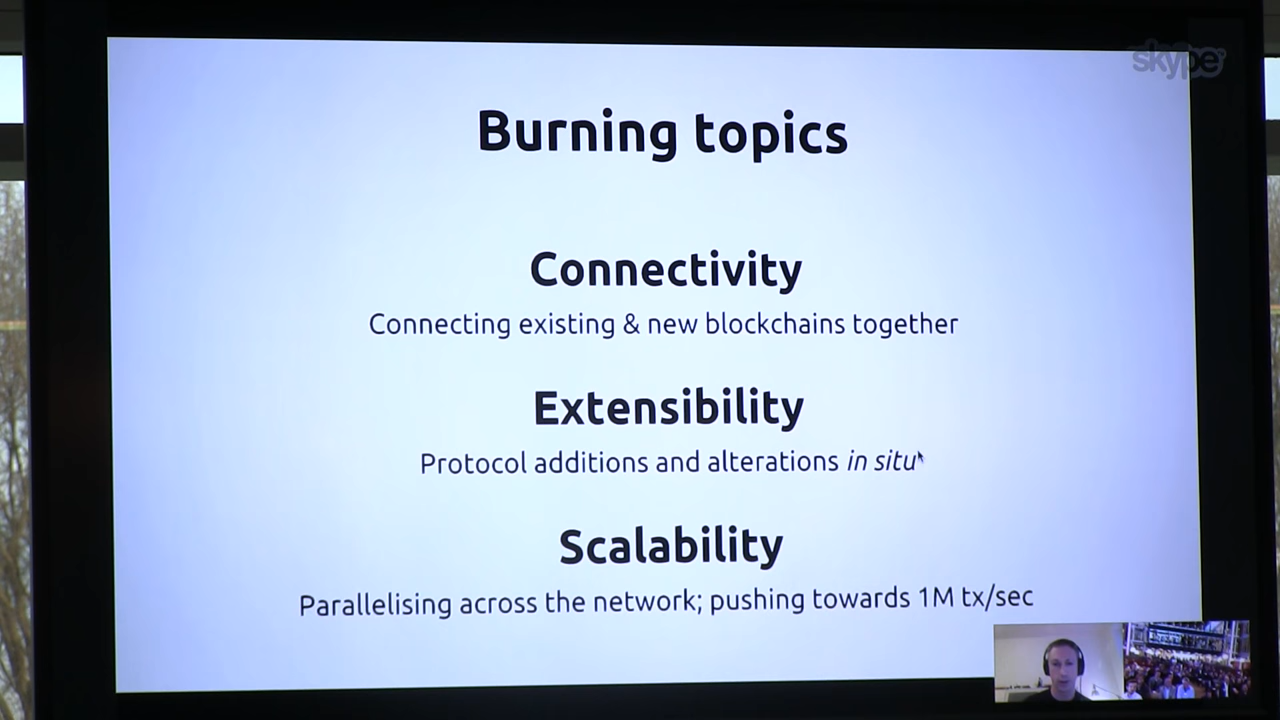 skype
Burning topics
Connectivity
Connecting existing & new blockchains together
Extensibility
Protocol additions and alterations in situ
Scalability
Parallelising across the network; pushing towards 1M tx/sec